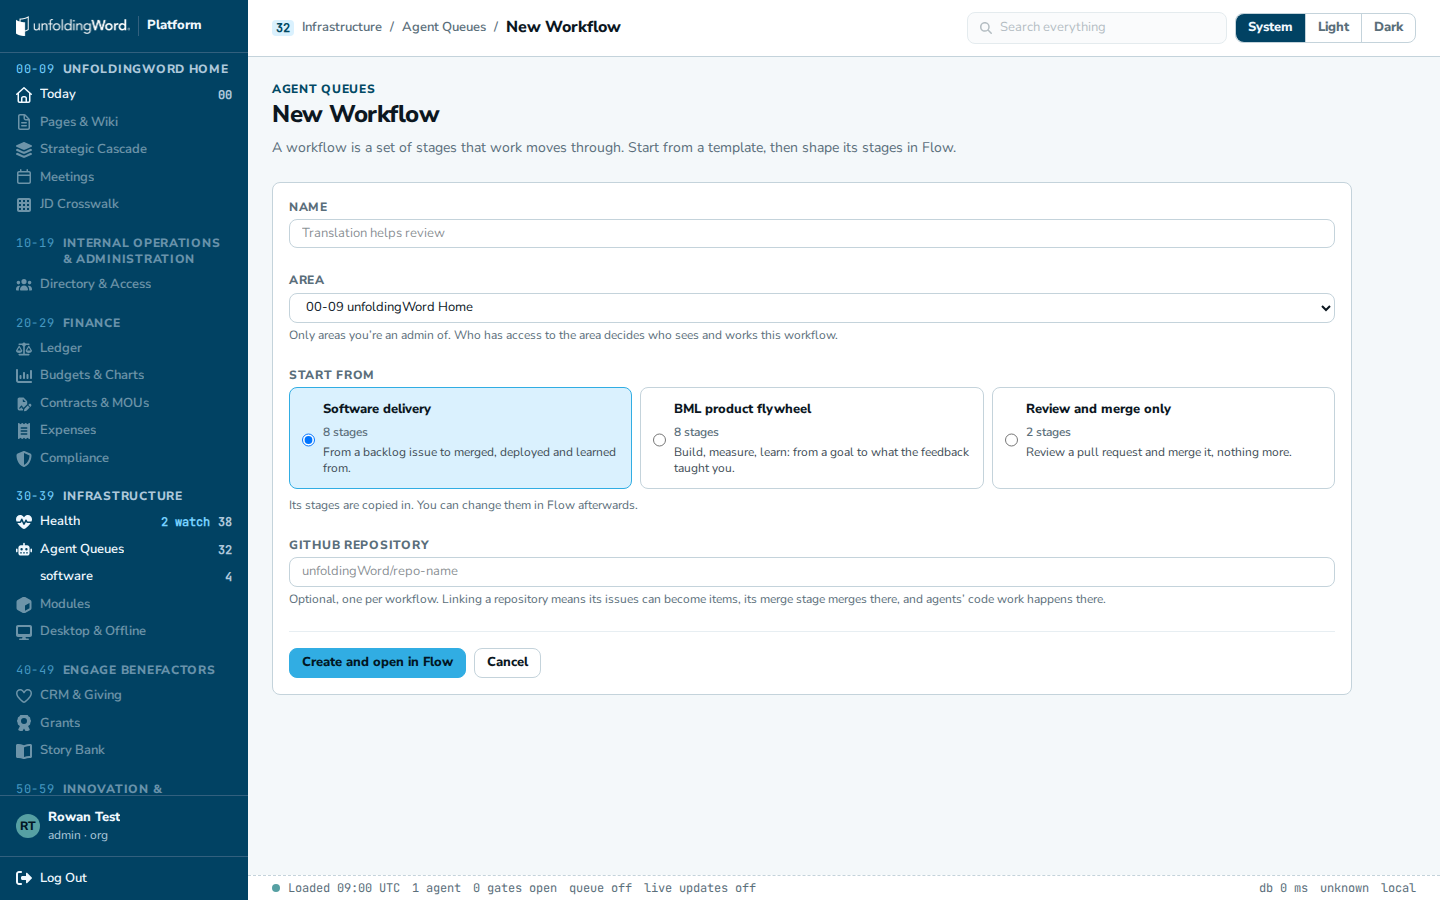 unfoldingWord Platform
00-09 UNFOLDINGWORD HOME
Today 00
Pages & Wiki
Strategic Cascade
Meetings
JD Crosswalk
10-19 INTERNAL OPERATIONS
& ADMINISTRATION
Directory & Access
20-29 FINANCE
Ledger
Budgets & Charts
Contracts & MOUs
Expenses
Compliance
30-39 INFRASTRUCTURE
Health 2 watch 38
Agent Queues 32
software 4
Modules
Desktop & Offline
40-49 ENGAGE BENEFACTORS
CRM & Giving
Grants
Story Bank
50-59 INNOVATION &
RT Rowan Test
admin · org
Log Out
32 Infrastructure / Agent Queues / New Workflow
Search everything
System Light Dark
AGENT QUEUES
New Workflow
A workflow is a set of stages that work moves through. Start from a template, then shape its stages in Flow.
NAME
Translation helps review
AREA
00-09 unfoldingWord Home
Only areas you’re an admin of. Who has access to the area decides who sees and works this workflow.
START FROM
Software delivery
8 stages
From a backlog issue to merged, deployed and learned
from.
BML product flywheel
8 stages
Build, measure, learn: from a goal to what the feedback
taught you.
Review and merge only
2 stages
Review a pull request and merge it, nothing more.
Its stages are copied in. You can change them in Flow afterwards.
GITHUB REPOSITORY
unfoldingWord/repo-name
Optional, one per workflow. Linking a repository means its issues can become items, its merge stage merges there, and agents’ code work happens there.
Create and open in Flow Cancel
Loaded 09:00 UTC 1 agent 0 gates open queue off live updates off
db 0 ms unknown local